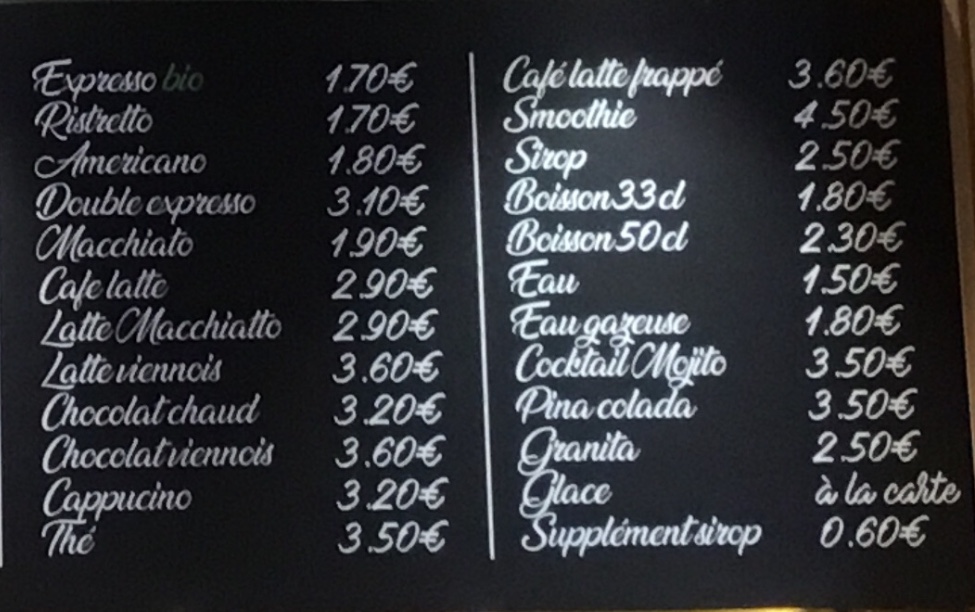 Expresso bio 1.70€
Ristretto 1.70€
Americano 1.80€
Double expresso 3.10€
Macchiato 1.90€
Cafe latte 2.90€
Latte Macchiatto 2.90€
Latte viennois 3.60€
Chocolat chaud 3.20€
Chocolat viennois 3.60€
Cappucino 3.20€
Thé 3.50€
Café latte frappé 3.60€
Smoothie 4.50€
Sirop 2.50€
Boisson 33 cl 1.80€
Boisson 50 cl 2.30€
Eau 1.50€
Eau gazeuse 1.80€
Cocktail Mojito 3.50€
Pina colada 3.50€
Granita 2.50€
Glace à la carte
Supplément sirop 0.60€